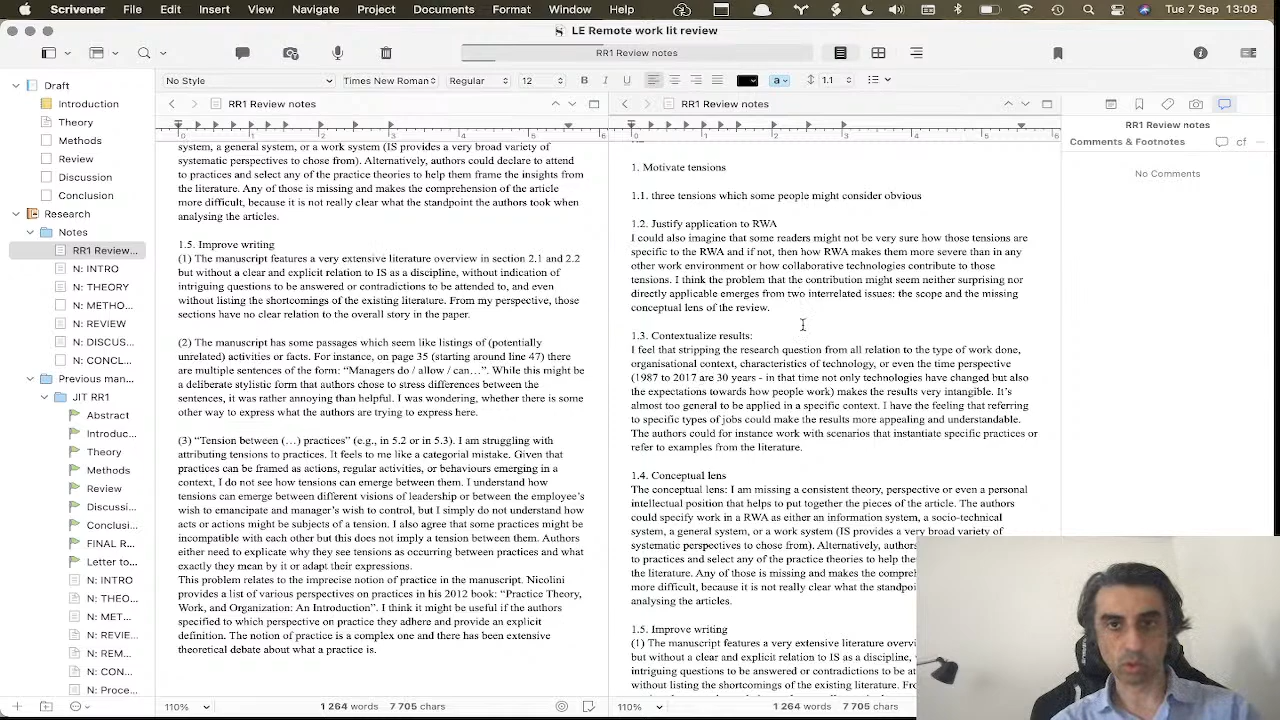 Scrivener File Edit Insert View Navigate Project Documents Format Window Review Help Tu 7 Sep 13:08
LE Remote work lit review
RR1 Review notes
No Style Times New Roman Regular 12 B I U a 1.1
Draft
Introduction
Theory
Methods
Review
Discussion
Conclusion
Research
Notes
RR1 Review...
N: INTRO
N: THEORY
N: METHO...
N: REVIEW
N: DISCUS...
N: CONCL...
Previous man...
JIT RR1
Abstract
Introduc...
Theory
Methods
Review
Discussi...
Conclusi...
FINAL R...
Letter to...
N: INTRO
N: THEO...
N: MET...
N: REVIE...
N: REM...
N: CON...
N: Proce...
RR1 Review notes
0 1 2 3 4 5 6
system, a general system, or a work system (IS provides a very broad variety of
systematic perspectives to chose from). Alternatively, authors could declare to attend
to practices and select any of the practice theories to help them frame the insights from
the literature. Any of those is missing and makes the comprehension of the article
more difficult, because it is not really clear what the standpoint the authors took when
analysing the articles.
1.5. Improve writing
(1) The manuscript features a very extensive literature overview in section 2.1 and 2.2
but without a clear and explicit relation to IS as a discipline, without indication of
intriguing questions to be answered or contradictions to be attended to, and even
without listing the shortcomings of the existing literature. From my perspective, those
sections have no clear relation to the overall story in the paper.
(2) The manuscript has some passages which seem like listings of (potentially
unrelated) activities or facts. For instance, on page 35 (starting around line 47) there
are multiple sentences of the form: “Managers do / allow / can…”. While this might be
a deliberate stylistic form that authors chose to stress differences between the
sentences, it was rather annoying than helpful. I was wondering, whether there is some
other way to express what the authors are trying to express here.
(3) “Tension between (…) practices” (e.g., in 5.2 or in 5.3). I am struggling with
attributing tensions to practices. It feels to me like a categorial mistake. Given that
practices can be framed as actions, regular activities, or behaviours emerging in a
context, I do not see how tensions can emerge between them. I understand how
tensions can emerge between different visions of leadership or between the employee’s
wish to emancipate and manager’s wish to control, but I simply do not understand how
acts or actions might be subjects of a tension. I also agree that some practices might be
incompatible with each other but this does not imply a tension between them. Authors
either need to explicate why they see tensions as occurring between practices and what
exactly they mean by it or adapt their expressions.
This problem relates to the imprecise notion of practice in the manuscript. Nicolini
provides a list of various perspectives on practices in his 2012 book: “Practice Theory,
Work, and Organization: An Introduction”. I think it might be useful if the authors
specified to which perspective on practice they adhere and provide an explicit
definition. The notion of practice is a complex one and there has been extensive
theoretical debate about what a practice is.
110% 1 264 words 7 705 chars
RR1 Review notes
0 1 2 3 4 5 6
1. Motivate tensions
1.1. three tensions which some people might consider obvious
1.2. Justify application to RWA
I could also imagine that some readers might not be very sure how those tensions are
specific to the RWA and if not, then how RWA makes them more severe than in any
other work environment or how collaborative technologies contribute to those
tensions. I think the problem that the contribution might seem neither surprising nor
directly applicable emerges from two interrelated issues: the scope and the missing
conceptual lens of the review.
1.3. Contextualize results:
I feel that stripping the research question from all relation to the type of work done,
organisational context, characteristics of technology, or even the time perspective
(1987 to 2017 are 30 years - in that time not only technologies have changed but also
the expectations towards how people work) makes the results very intangible. It’s
almost too general to be applied in a specific context. I have the feeling that referring
to specific types of jobs could make the results more appealing and understandable.
The authors could for instance work with scenarios that instantiate specific practices or
refer to examples from the literature.
1.4. Conceptual lens
The conceptual lens: I am missing a consistent theory, perspective or even a personal
intellectual position that helps to put together the pieces of the article. The authors
could specify work in a RWA as either an information system, a socio-technical
system, a general system, or a work system (IS provides a very broad variety of
systematic perspectives to chose from). Alternatively, author
to practices and select any of the practice theories to help the
the literature. Any of those is missing and makes the compreh
more difficult, because it is not really clear what the standpoi
analysing the articles.
1.5. Improve writing
(1) The manuscript features a very extensive literature overvi
but without a clear and explicit relation to IS as a discipline,
intriguing questions to be answered or contradictions to be at
without listing the shortcomings of the existing literature. Fro
110% 1 264 words 7 705 chars
RR1 Review notes
Comments & Footnotes cf
No Comments